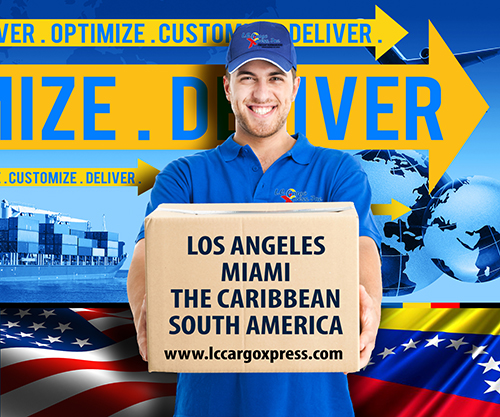 VER . OPTIMIZE . CUSTOMIZE . DELIVER .
MIZE . DELIVER
E . CUSTOMIZE . DELIVER .
LOS ANGELES
MIAMI
THE CARIBBEAN
SOUTH AMERICA
www.lccargoxpress.com